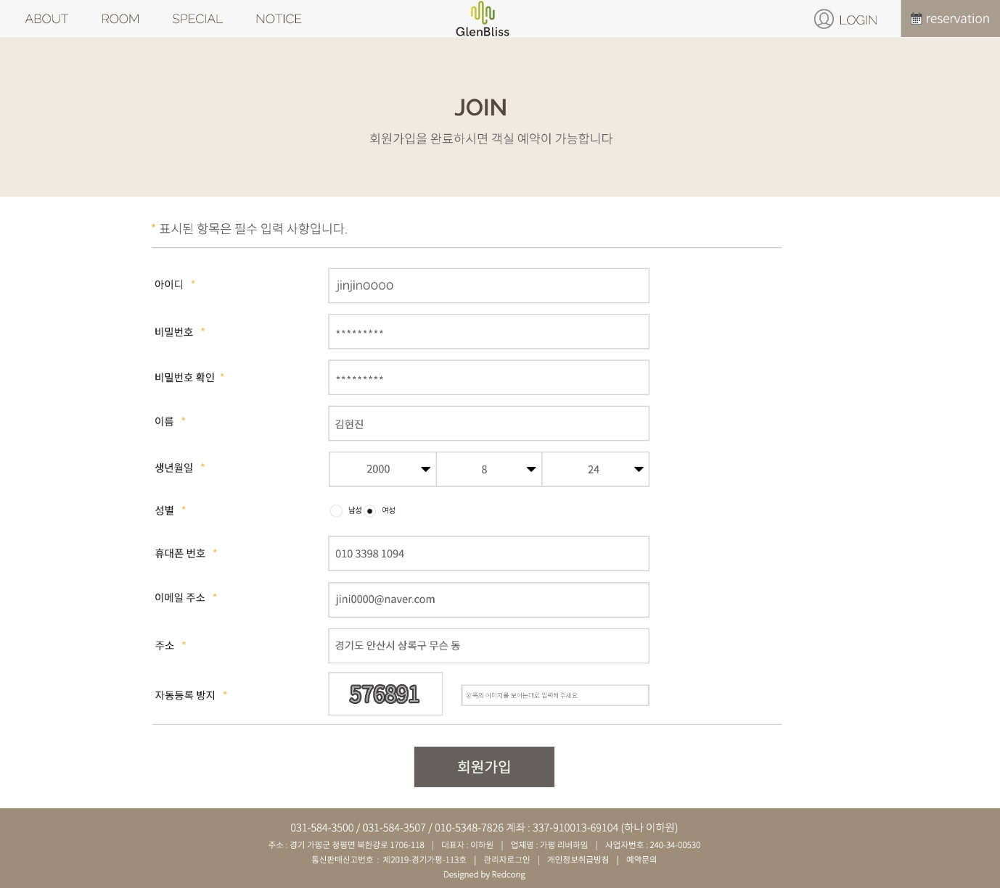 ABOUT ROOM SPECIAL NOTICE GlenBliss LOGIN reservation
JOIN
회원가입을 완료하시면 객실 예약이 가능합니다
* 표시된 항목은 필수 입력 사항입니다.
아이디 * jinjin0000
비밀번호 * *********
비밀번호 확인 * *********
이름 * 김현진
생년월일 * 2000 8 24
성별 * 남성 여성
휴대폰 번호 * 010 3398 1094
이메일 주소 * jini0000@naver.com
주소 * 경기도 안산시 상록구 무슨 동
자동등록 방지 * 576891 왼쪽의 이미지를 보이는대로 입력해 주세요
회원가입
031-584-3500 / 031-584-3507 / 010-5348-7826 계좌 : 337-910013-69104 (하나 이하원)
주소 : 경기 가평군 청평면 북한강로 1706-118 | 대표자 : 이하원 | 업체명 : 가평 리버하임 | 사업자번호 : 240-34-00530
통신판매신고번호 : 제2019-경기가평-113호 | 관리자로그인 | 개인정보취급방침 | 예약문의
Designed by Redcong